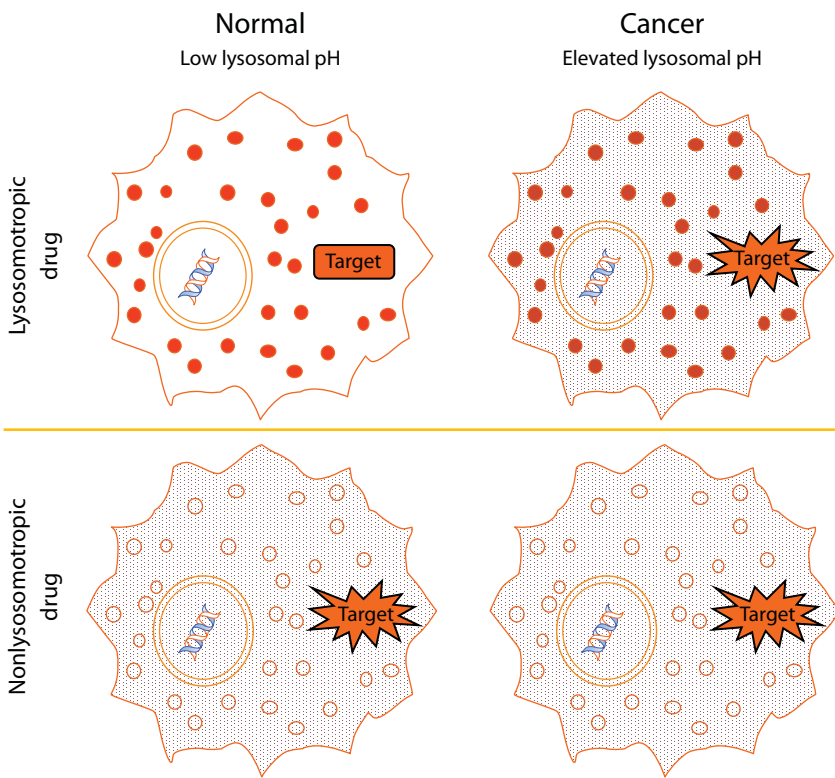 Normal
Cancer
Low lysosomal pH
Elevated lysosomal pH
Lysosomotropic
drug
Target
Target
Nonlysosomotropic
drug
Target
Target